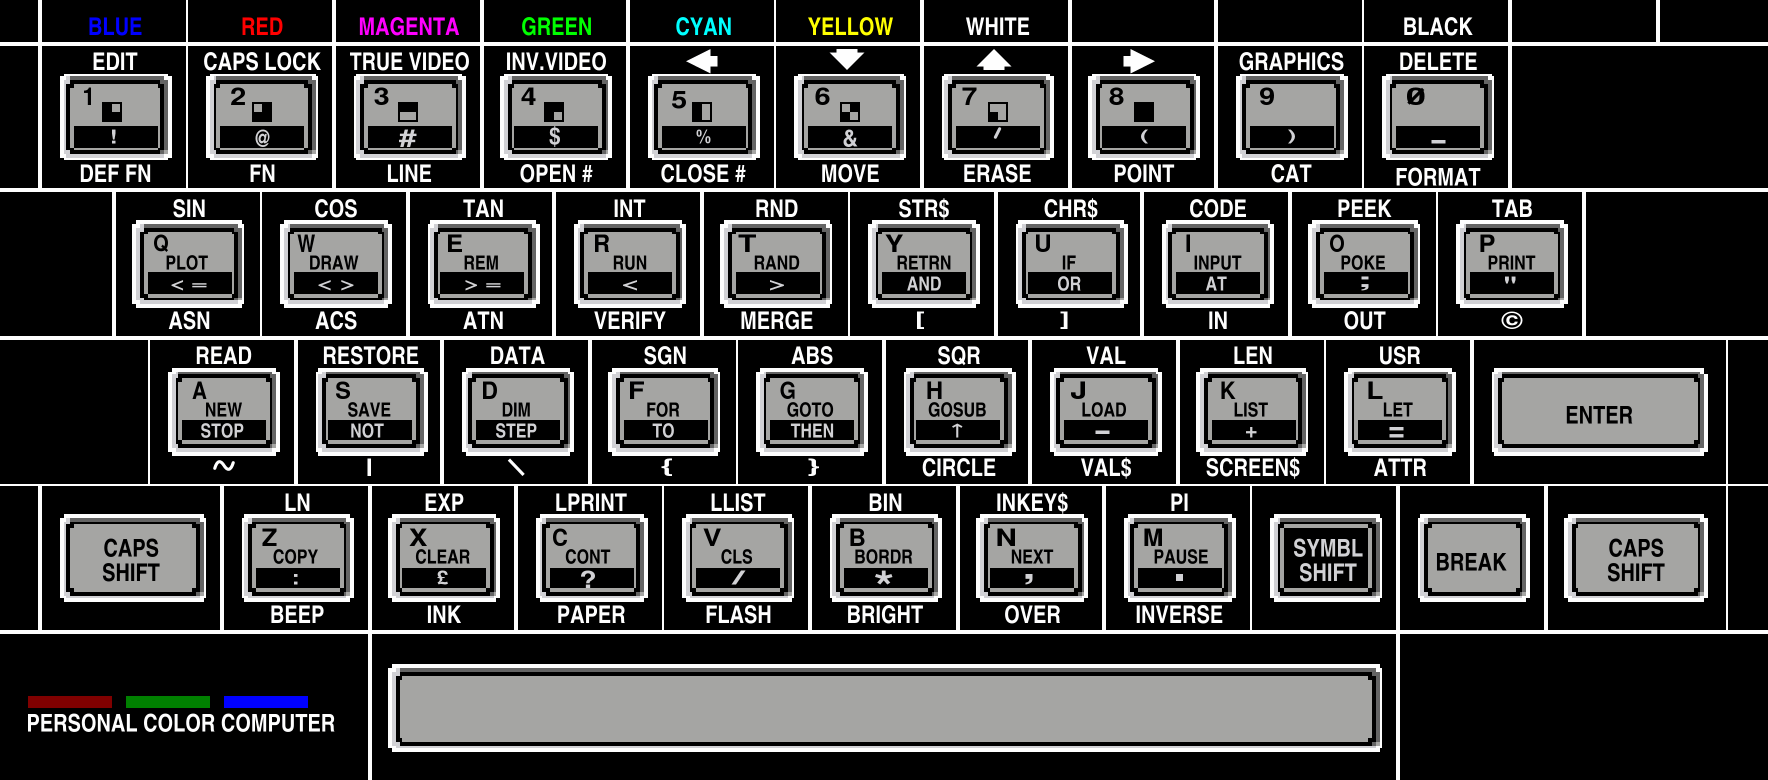 BLUE RED MAGENTA GREEN CYAN YELLOW WHITE BLACK
EDIT CAPS LOCK TRUE VIDEO INV.VIDEO GRAPHICS DELETE
1 2 3 4 5 6 7 8 9 0
! @ # $ % & ' ( ) _
DEF FN FN LINE OPEN # CLOSE # MOVE ERASE POINT CAT FORMAT
SIN COS TAN INT RND STR$ CHR$ CODE PEEK TAB
Q W E R T Y U I O P
PLOT DRAW REM RUN RAND RETRN IF INPUT POKE PRINT
< = < > > = < > AND OR AT ; "
ASN ACS ATN VERIFY MERGE [ ] IN OUT ©
READ RESTORE DATA SGN ABS SQR VAL LEN USR
A S D F G H J K L
NEW SAVE DIM FOR GOTO GOSUB LOAD LIST LET ENTER
STOP NOT STEP TO THEN ↑ − + =
~ | \ { } CIRCLE VAL$ SCREEN$ ATTR
LN EXP LPRINT LLIST BIN INKEY$ PI
Z X C V B N M
CAPS COPY CLEAR CONT CLS BORDR NEXT PAUSE SYMBL BREAK CAPS
SHIFT : £ ? / * , . SHIFT SHIFT
BEEP INK PAPER FLASH BRIGHT OVER INVERSE
PERSONAL COLOR COMPUTER